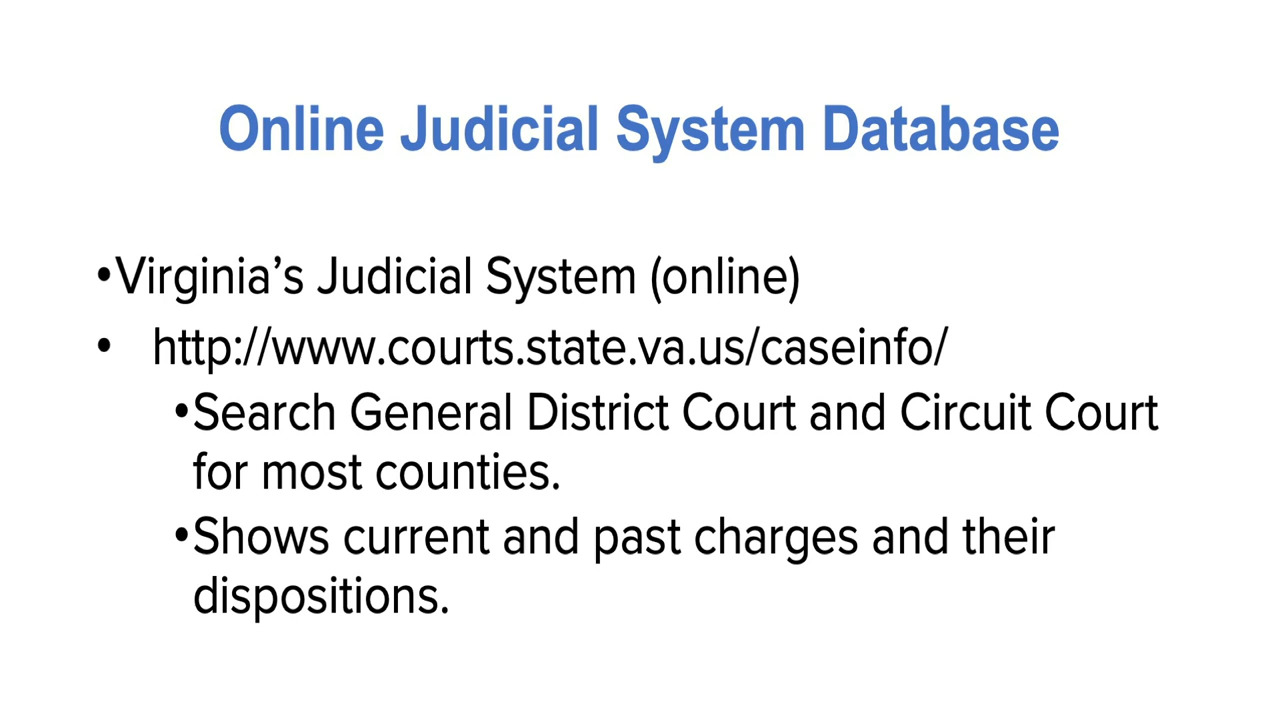 Online Judicial System Database
•Virginia’s Judicial System (online)
• http://www.courts.state.va.us/caseinfo/
•Search General District Court and Circuit Court
for most counties.
•Shows current and past charges and their
dispositions.